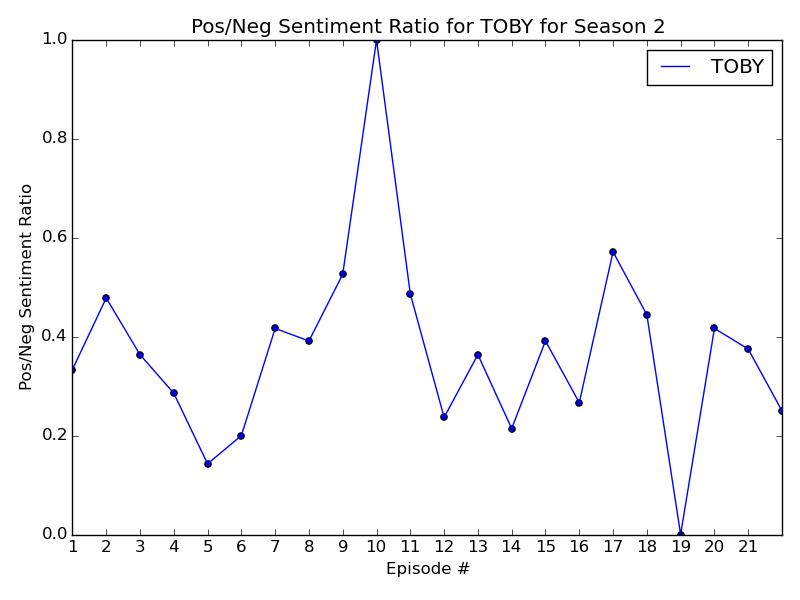 Pos/Neg Sentiment Ratio for TOBY for Season 2
TOBY
1.0
0.8
0.6
0.4
0.2
0.0
Pos/Neg Sentiment Ratio
1 2 3 4 5 6 7 8 9 10 11 12 13 14 15 16 17 18 19 20 21
Episode #